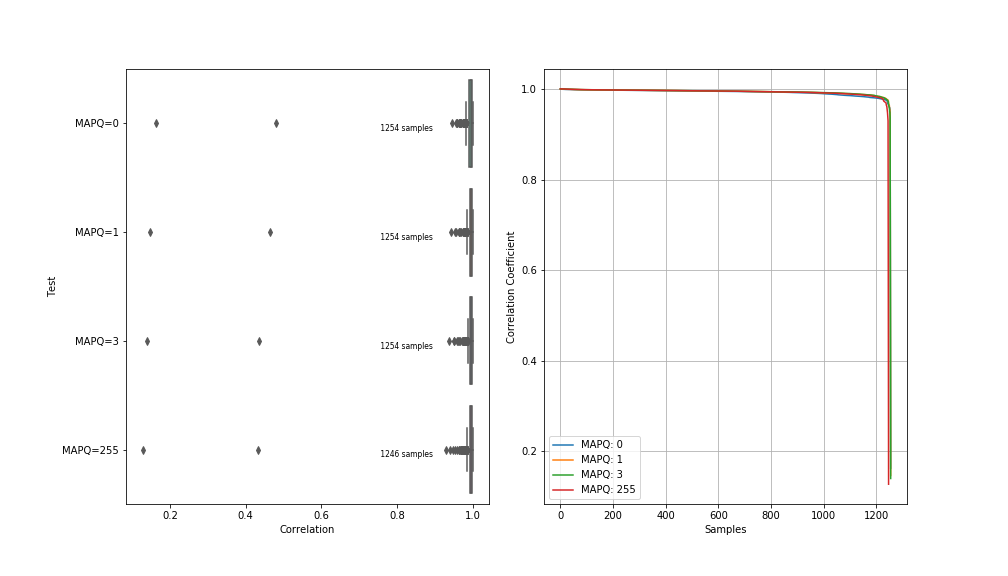 MAPQ=0
MAPQ=1
MAPQ=3
MAPQ=255
Test
1254 samples
1254 samples
1254 samples
1246 samples
0.2
0.4
0.6
0.8
1.0
Correlation
1.0
0.8
0.6
0.4
0.2
Correlation Coefficient
MAPQ: 0
MAPQ: 1
MAPQ: 3
MAPQ: 255
0
200
400
600
800
1000
1200
Samples